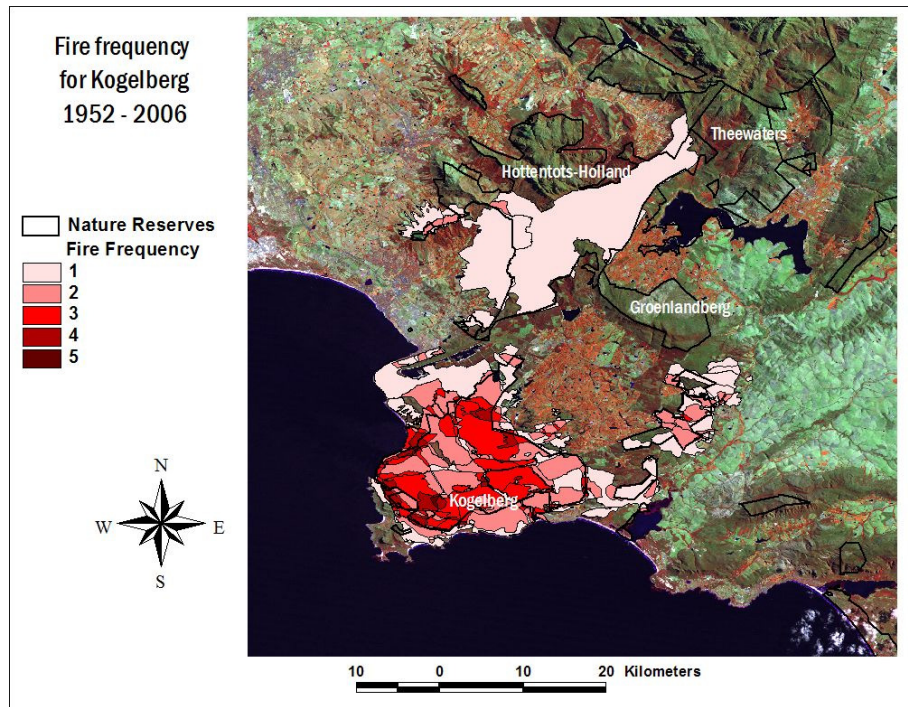 Fire frequency
for Kogelberg
1952 - 2006
Nature Reserves
Fire Frequency
1
2
3
4
5
N
W E
S
Theewaters
Hottentots-Holland
Groenlandberg
Kogelberg
10 0 10 20 Kilometers